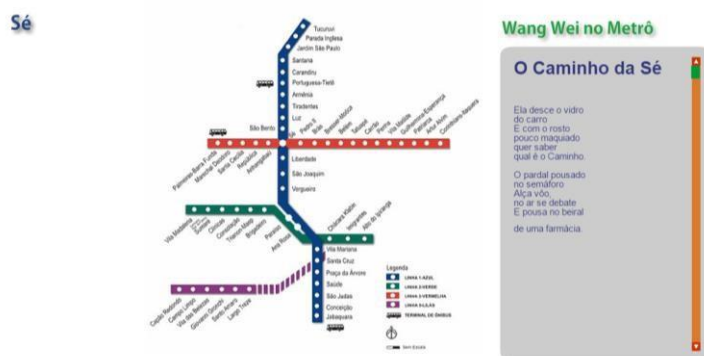 Sé
Tucuruvi
Parada Inglesa
Jardim São Paulo
Santana
Carandiru
Portuguesa-Tietê
Armênia
Tiradentes
Luz
São Bento
Sé
Palmeiras-Barra Funda
Marechal Deodoro
Santa Cecília
República
Anhangabaú
Pedro II
Brás
Bresser-Mooca
Belém
Tatuapé
Carrão
Penha
Vila Matilde
Guilhermina-Esperança
Patriarca
Artur Alvim
Corinthians-Itaquera
Liberdade
São Joaquim
Vergueiro
Vila Madalena
Sumaré
Clínicas
Consolação
Trianon-Masp
Brigadeiro
Paraíso
Ana Rosa
Chácara Klabin
Imigrantes
Alto do Ipiranga
Vila Mariana
Santa Cruz
Praça da Árvore
Saúde
São Judas
Conceição
Jabaquara
Capão Redondo
Campo Limpo
Vila das Belezas
Giovanni Gronchi
Santo Amaro
Largo Treze
Legenda
LINHA 1-AZUL
LINHA 2-VERDE
LINHA 3-VERMELHA
LINHA 5-LILÁS
TERMINAL DE ÔNIBUS
Sem Escala
Wang Wei no Metrô
O Caminho da Sé
Ela desce o vidro
do carro
E com o rosto
pouco maquiado
quer saber
qual é o Caminho.
O pardal pousado
no semáforo
Alça vôo,
no ar se debate
E pousa no beiral
de uma farmácia.